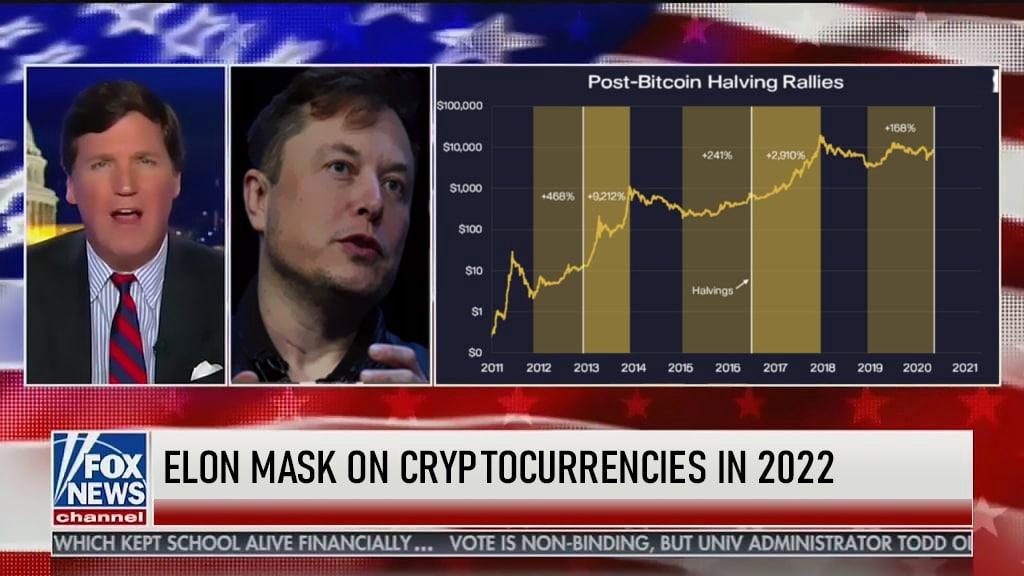 Post-Bitcoin Halving Rallies
$100,000
$10,000
$1,000
$100
$10
$1
$0
+468%
+9,212%
+241%
+2,910%
+168%
Halvings
2011 2012 2013 2014 2015 2016 2017 2018 2019 2020 2021
FOX
NEWS
channel
ELON MASK ON CRYPTOCURRENCIES IN 2022
WHICH KEPT SCHOOL ALIVE FINANCIALLY... VOTE IS NON-BINDING, BUT UNIV ADMINISTRATOR TODD